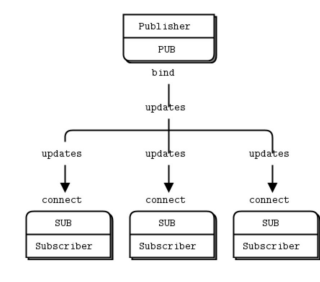 Publisher
PUB
bind
updates
updates updates updates
connect connect connect
SUB SUB SUB
Subscriber Subscriber Subscriber